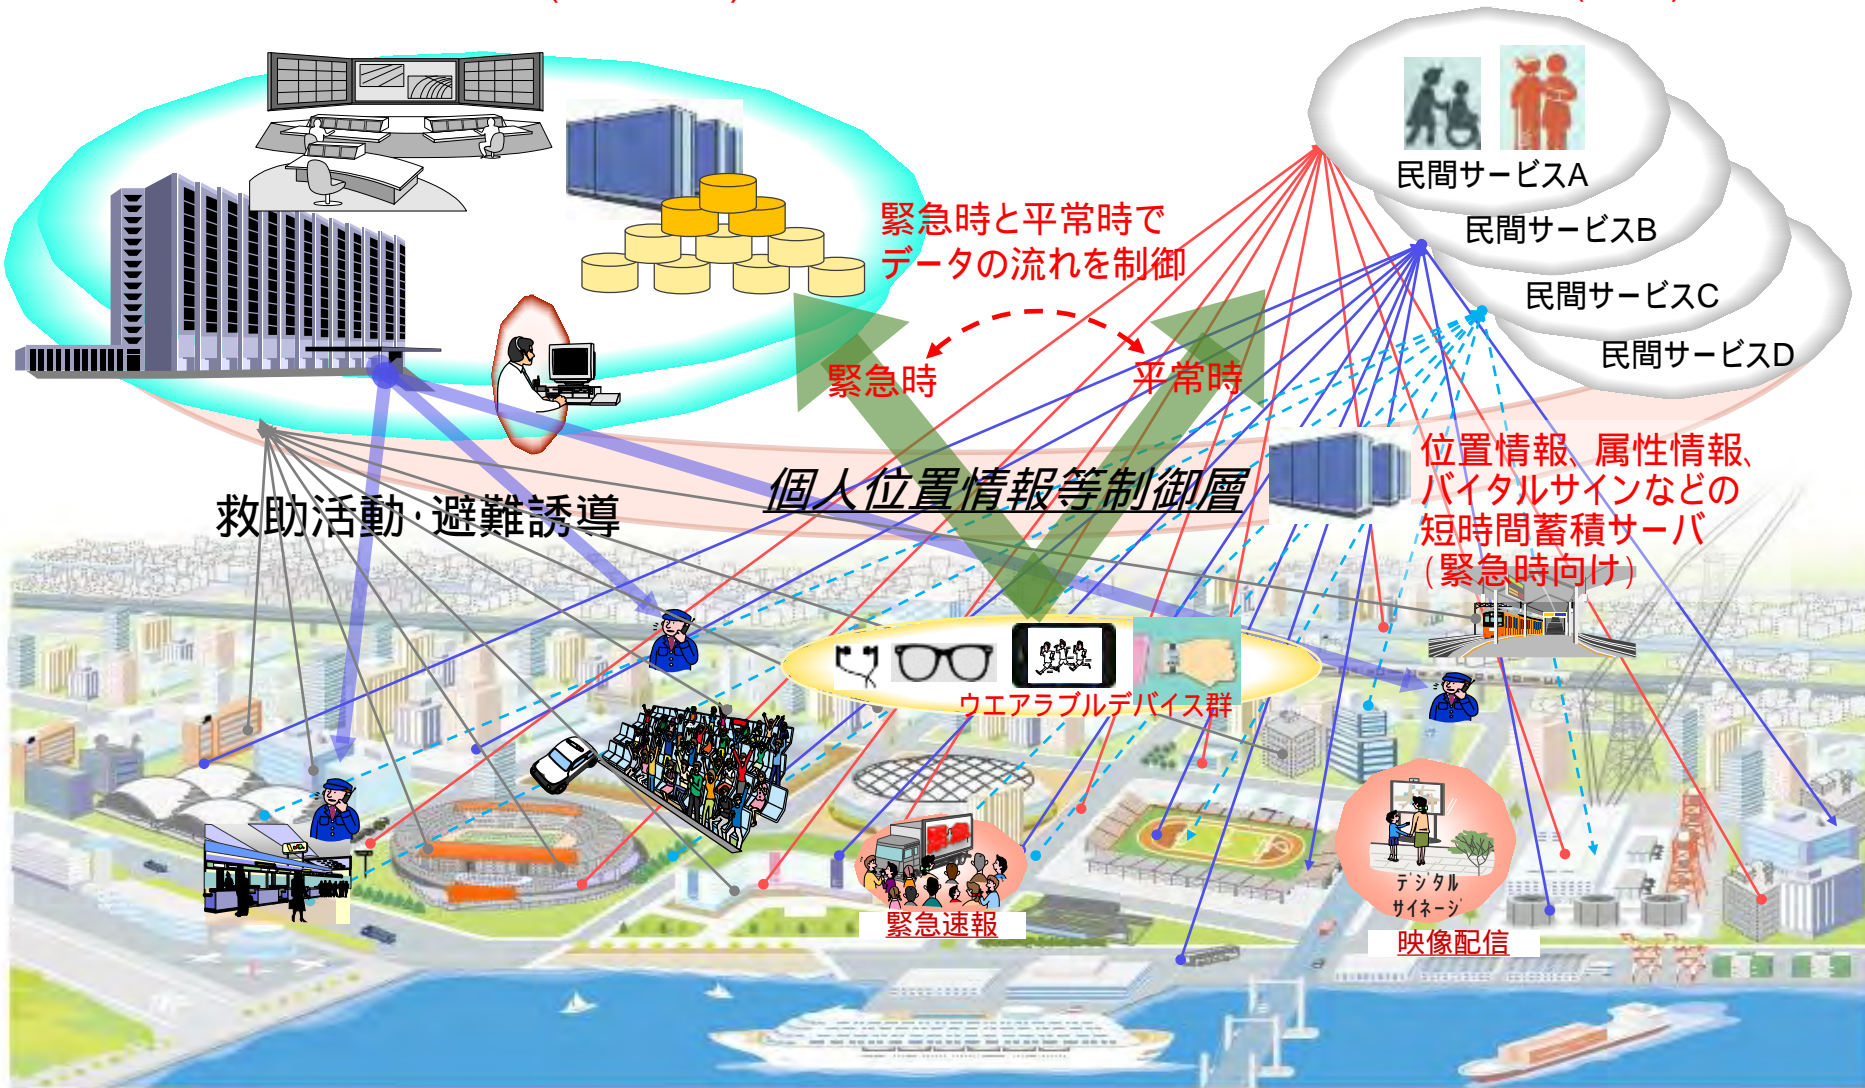 民間サービスA
民間サービスB
民間サービスC
民間サービスD
緊急時と平常時で
データの流れを制御
緊急時
平常時
個人位置情報等制御層
位置情報、属性情報、
バイタルサインなどの
短時間蓄積サーバ
(緊急時向け)
救助活動・避難誘導
ウエアラブルデバイス群
緊急速報
デジタル
サイネージ
映像配信